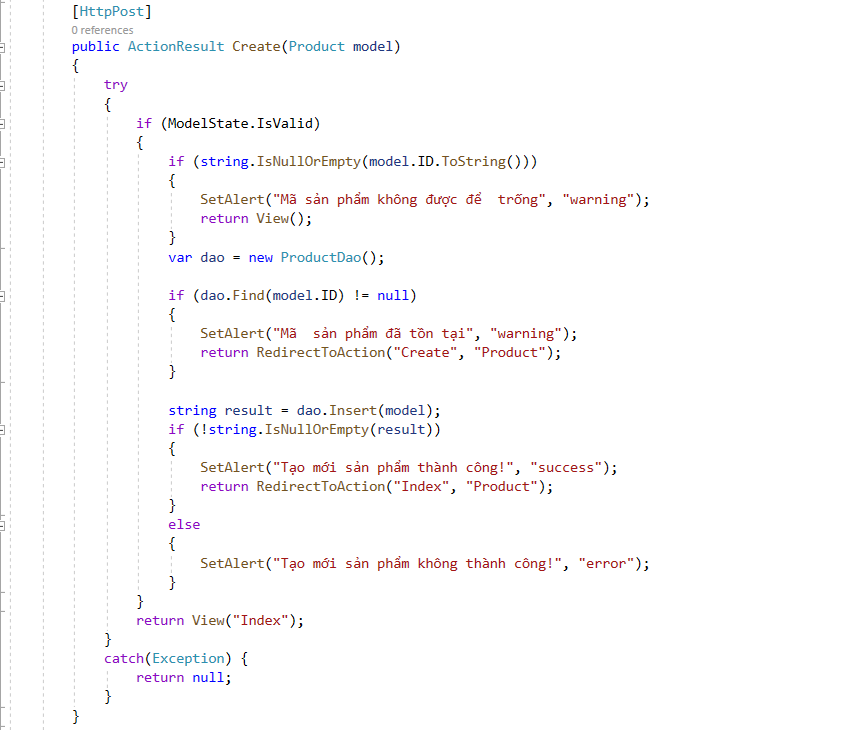 [HttpPost]
0 references
public ActionResult Create(Product model)
{
try
{
if (ModelState.IsValid)
{
if (string.IsNullOrEmpty(model.ID.ToString()))
{
SetAlert("Mã sản phẩm không được để  trống", "warning");
return View();
}
var dao = new ProductDao();
if (dao.Find(model.ID) != null)
{
SetAlert("Mã  sản phẩm đã tồn tại", "warning");
return RedirectToAction("Create", "Product");
}
string result = dao.Insert(model);
if (!string.IsNullOrEmpty(result))
{
SetAlert("Tạo mới sản phẩm thành công!", "success");
return RedirectToAction("Index", "Product");
}
else
{
SetAlert("Tạo mới sản phẩm không thành công!", "error");
}
}
return View("Index");
}
catch(Exception) {
return null;
}
}